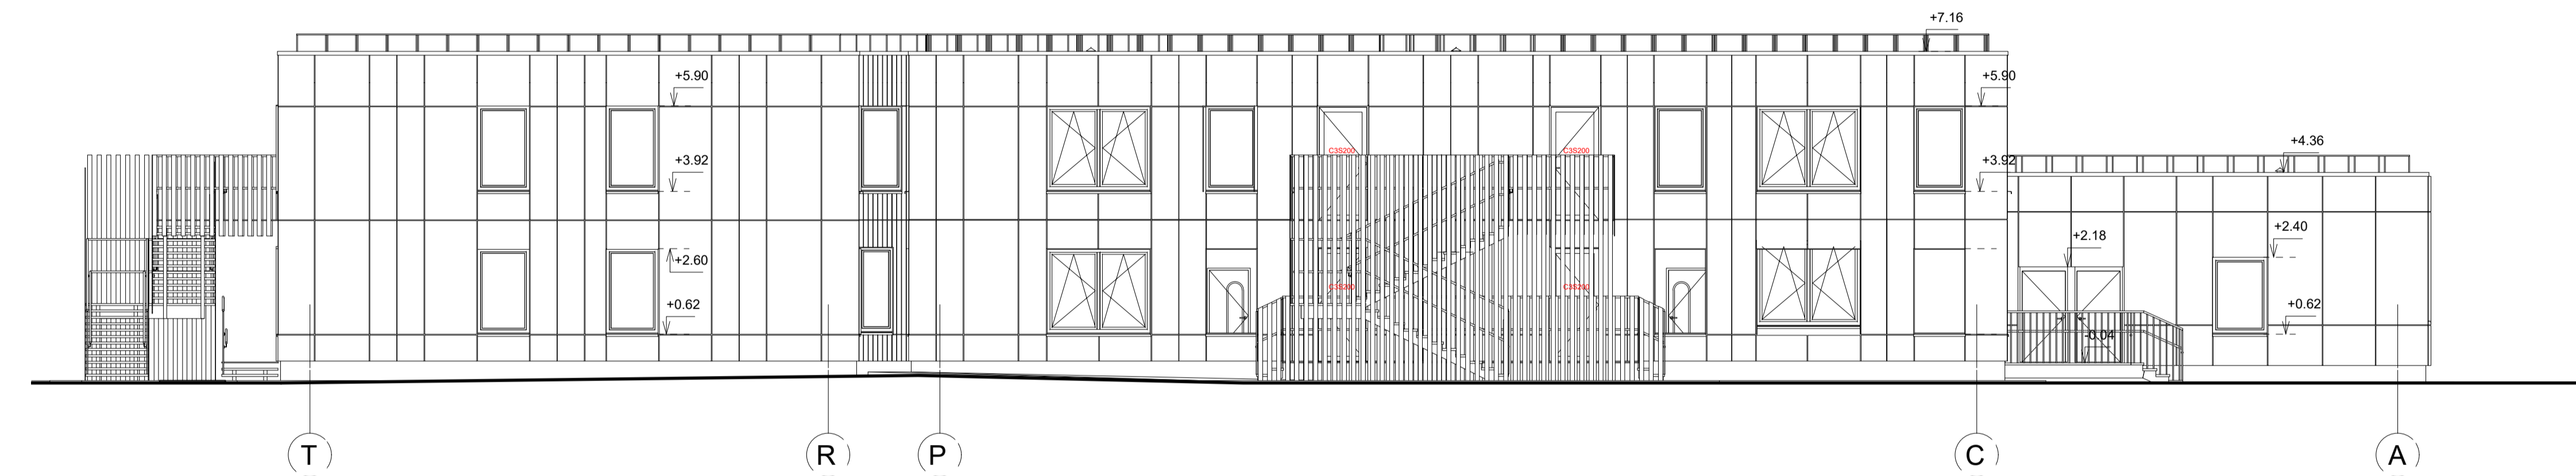 +7.16
+5.90
+5.90
+4.36
C3S200
C3S200
+3.92
+3.92
+2.18
+2.40
+2.60
C3S200
C3S200
+0.62
+0.62
-0.04
T
R
P
C
A